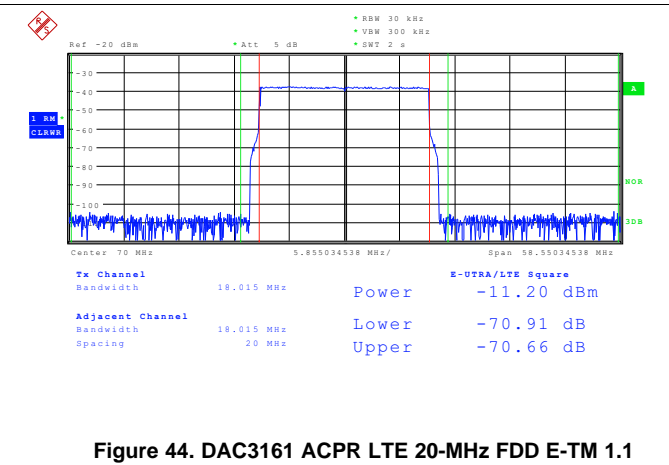 R S
* RBW 30 kHz
* VBW 300 kHz
Ref -20 dBm * Att 5 dB * SWT 2 s
-30
A
-40
-50
1 RM *
CLRWR
-60
-70
-80
-90
NOR
-100
3DB
Center 70 MHz 5.855034538 MHz/ Span 58.55034538 MHz
Tx Channel E-UTRA/LTE Square
Bandwidth 18.015 MHz Power -11.20 dBm
Adjacent Channel
Bandwidth 18.015 MHz Lower -70.91 dB
Spacing 20 MHz Upper -70.66 dB
Figure 44. DAC3161 ACPR LTE 20-MHz FDD E-TM 1.1